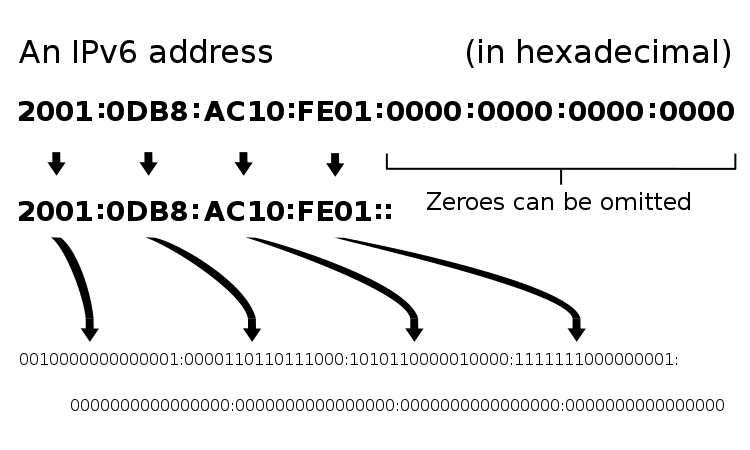 An IPv6 address (in hexadecimal)
2001:0DB8:AC10:FE01:0000:0000:0000:0000
2001:0DB8:AC10:FE01::
Zeroes can be omitted
0010000000000001:0000110110111000:1010110000010000:1111111000000001:
0000000000000000:0000000000000000:0000000000000000:0000000000000000